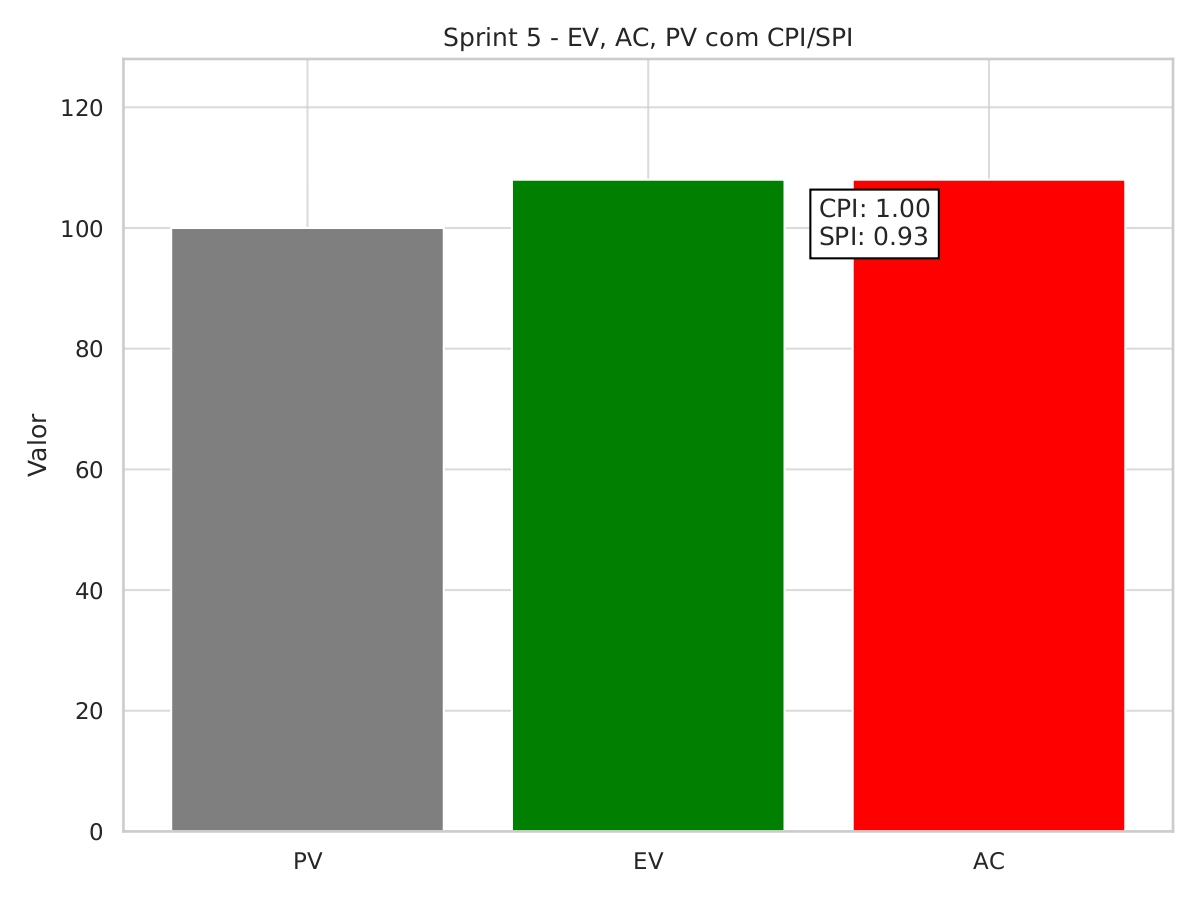 Sprint 5 - EV, AC, PV com CPI/SPI
120
100
80
60
40
20
0
Valor
CPI: 1.00
SPI: 0.93
PV
EV
AC